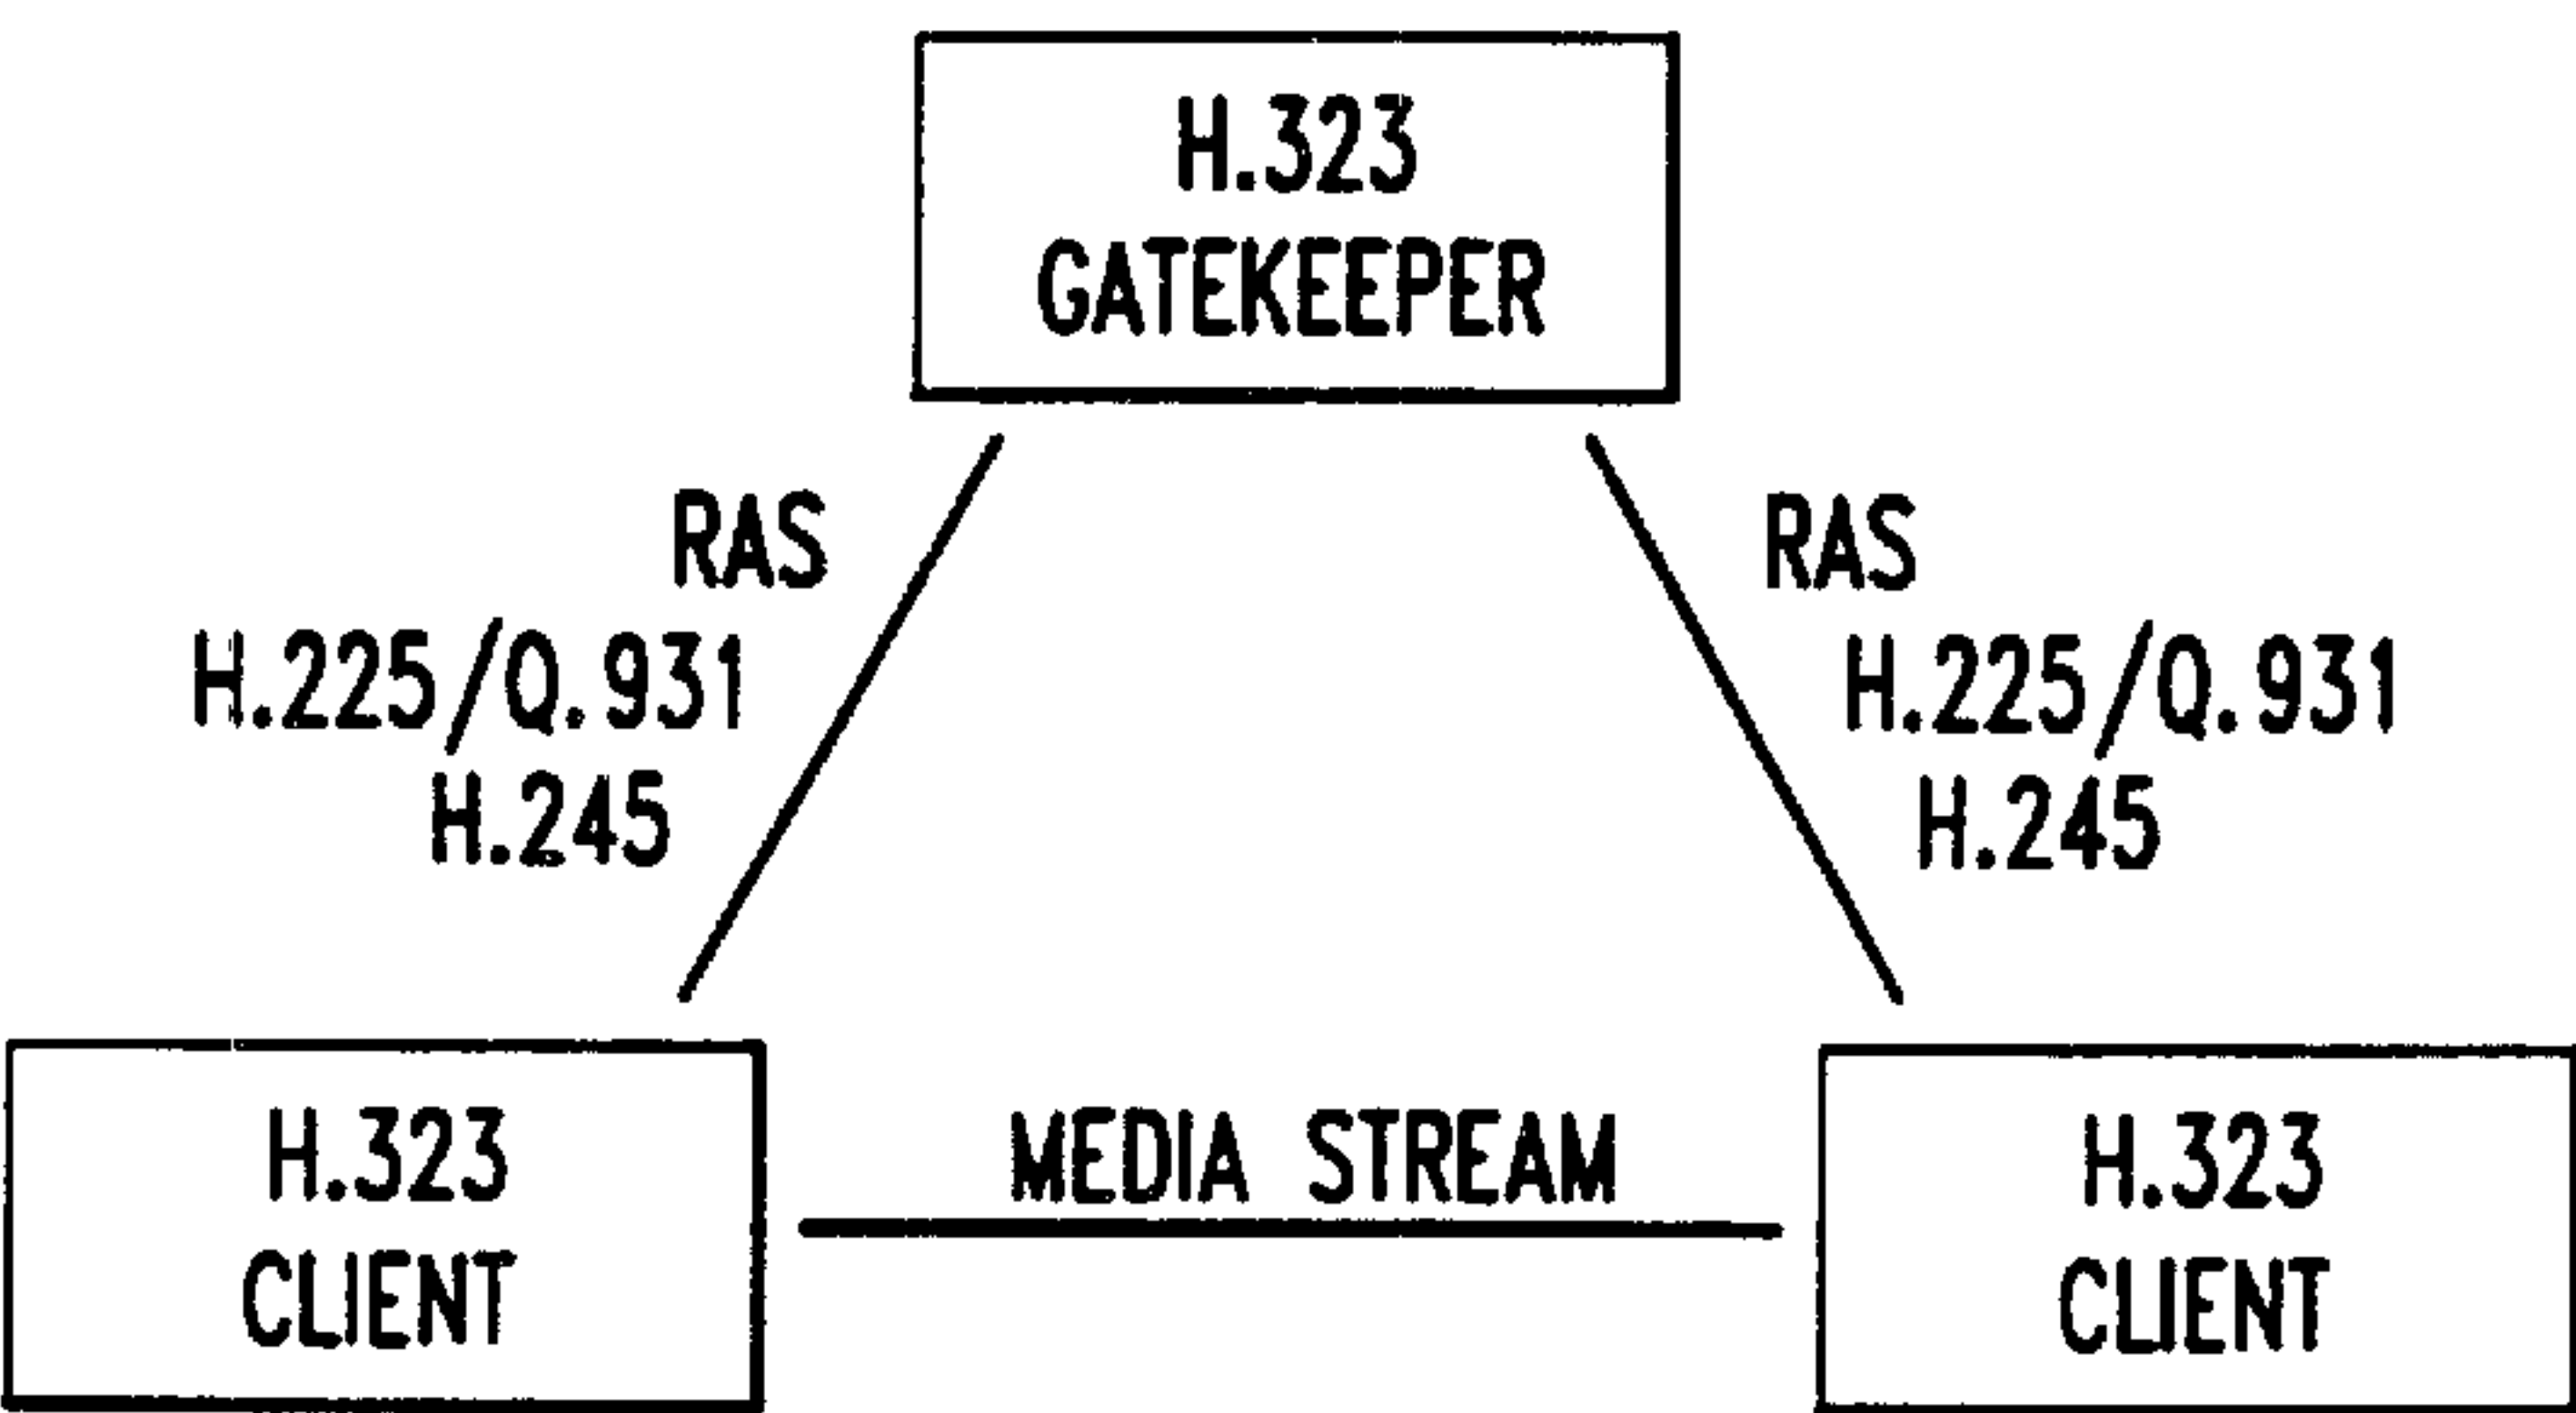 H.323
GATEKEEPER
RAS
H.225/Q.931
H.245
RAS
H.225/Q.931
H.245
H.323
CLIENT
MEDIA STREAM
H.323
CLIENT